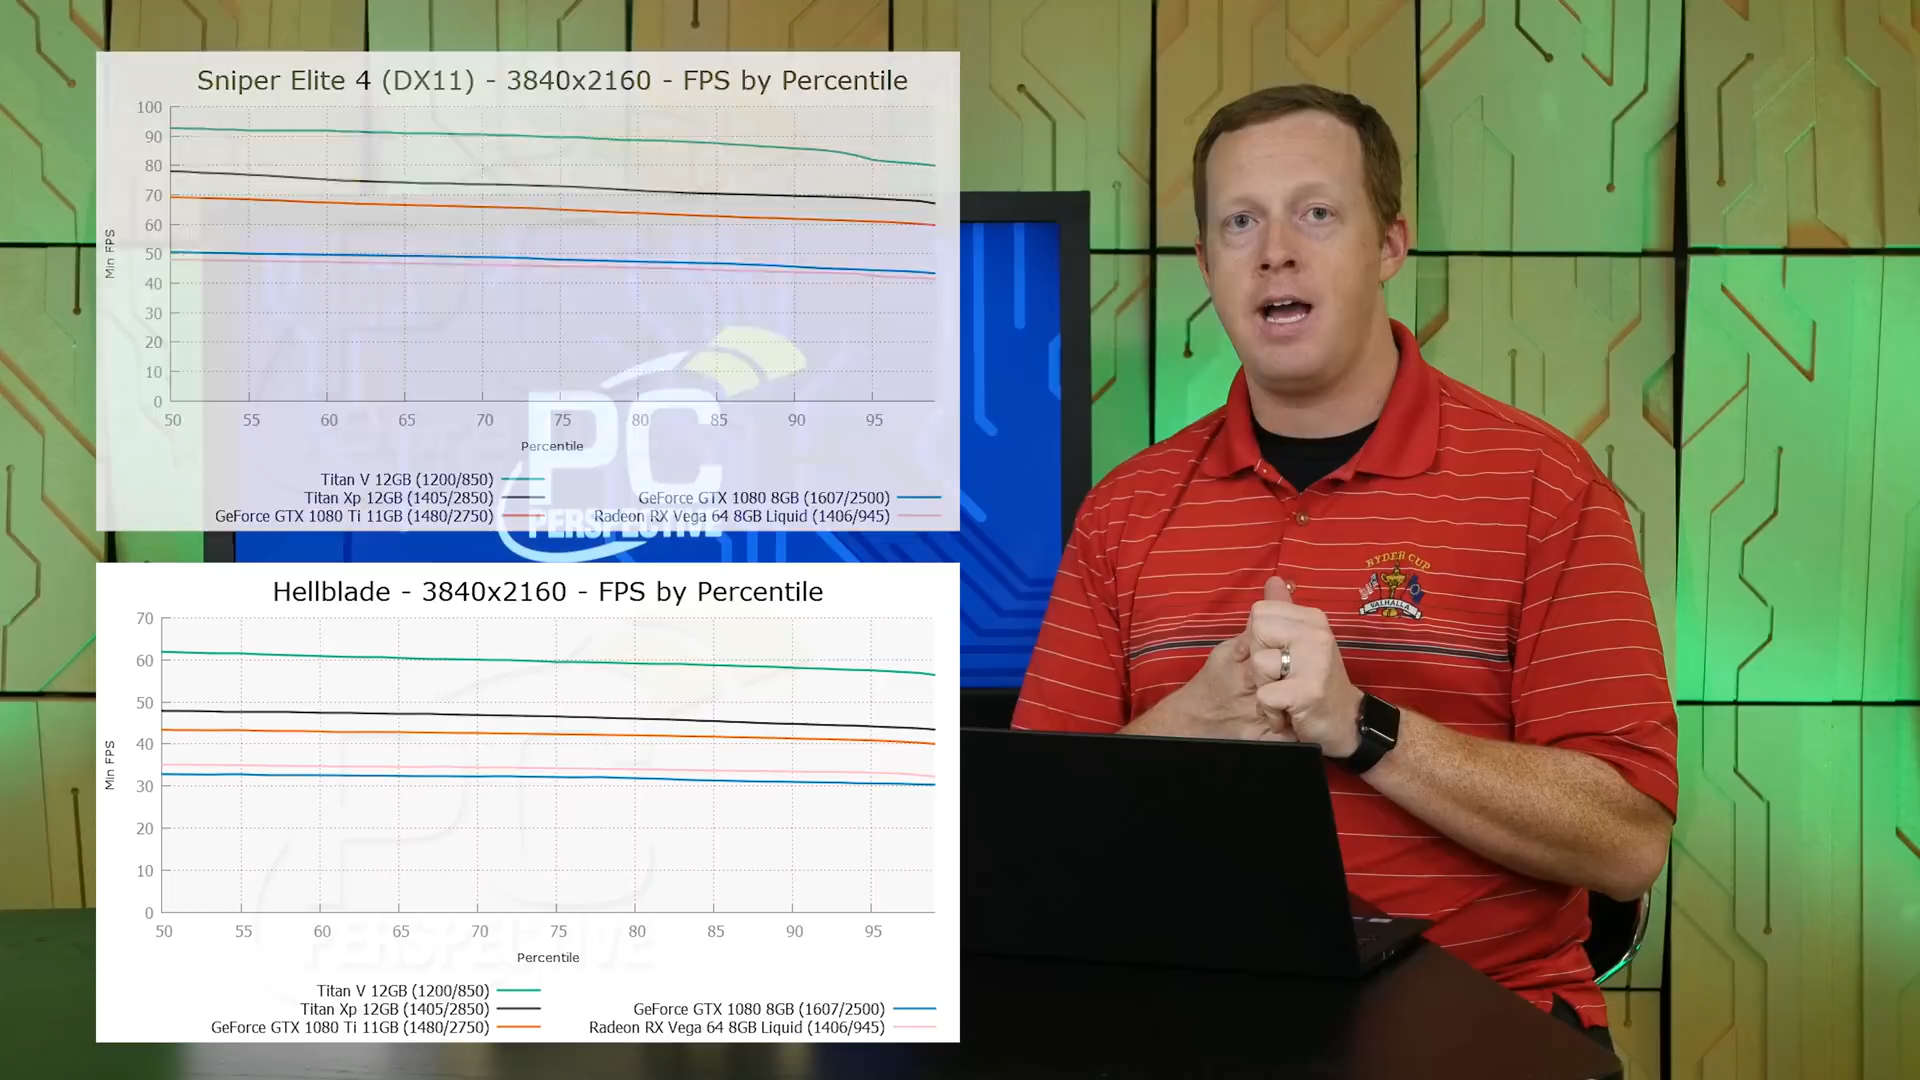 Sniper Elite 4 (DX11) - 3840x2160 - FPS by Percentile
100
90
80
70
60
50
40
30
20
10
0
Min FPS
50 55 60 65 70 75 80 85 90 95
Percentile
Titan V 12GB (1200/850)
Titan Xp 12GB (1405/2850)
GeForce GTX 1080 Ti 11GB (1480/2750)
GeForce GTX 1080 8GB (1607/2500)
Radeon RX Vega 64 8GB Liquid (1406/945)
PC
PERSPECTIVE
Hellblade - 3840x2160 - FPS by Percentile
70
60
50
40
30
20
10
0
Min FPS
50 55 60 65 70 75 80 85 90 95
Percentile
Titan V 12GB (1200/850)
Titan Xp 12GB (1405/2850)
GeForce GTX 1080 Ti 11GB (1480/2750)
GeForce GTX 1080 8GB (1607/2500)
Radeon RX Vega 64 8GB Liquid (1406/945)
PC
PERSPECTIVE
RYDER CUP
VALHALLA